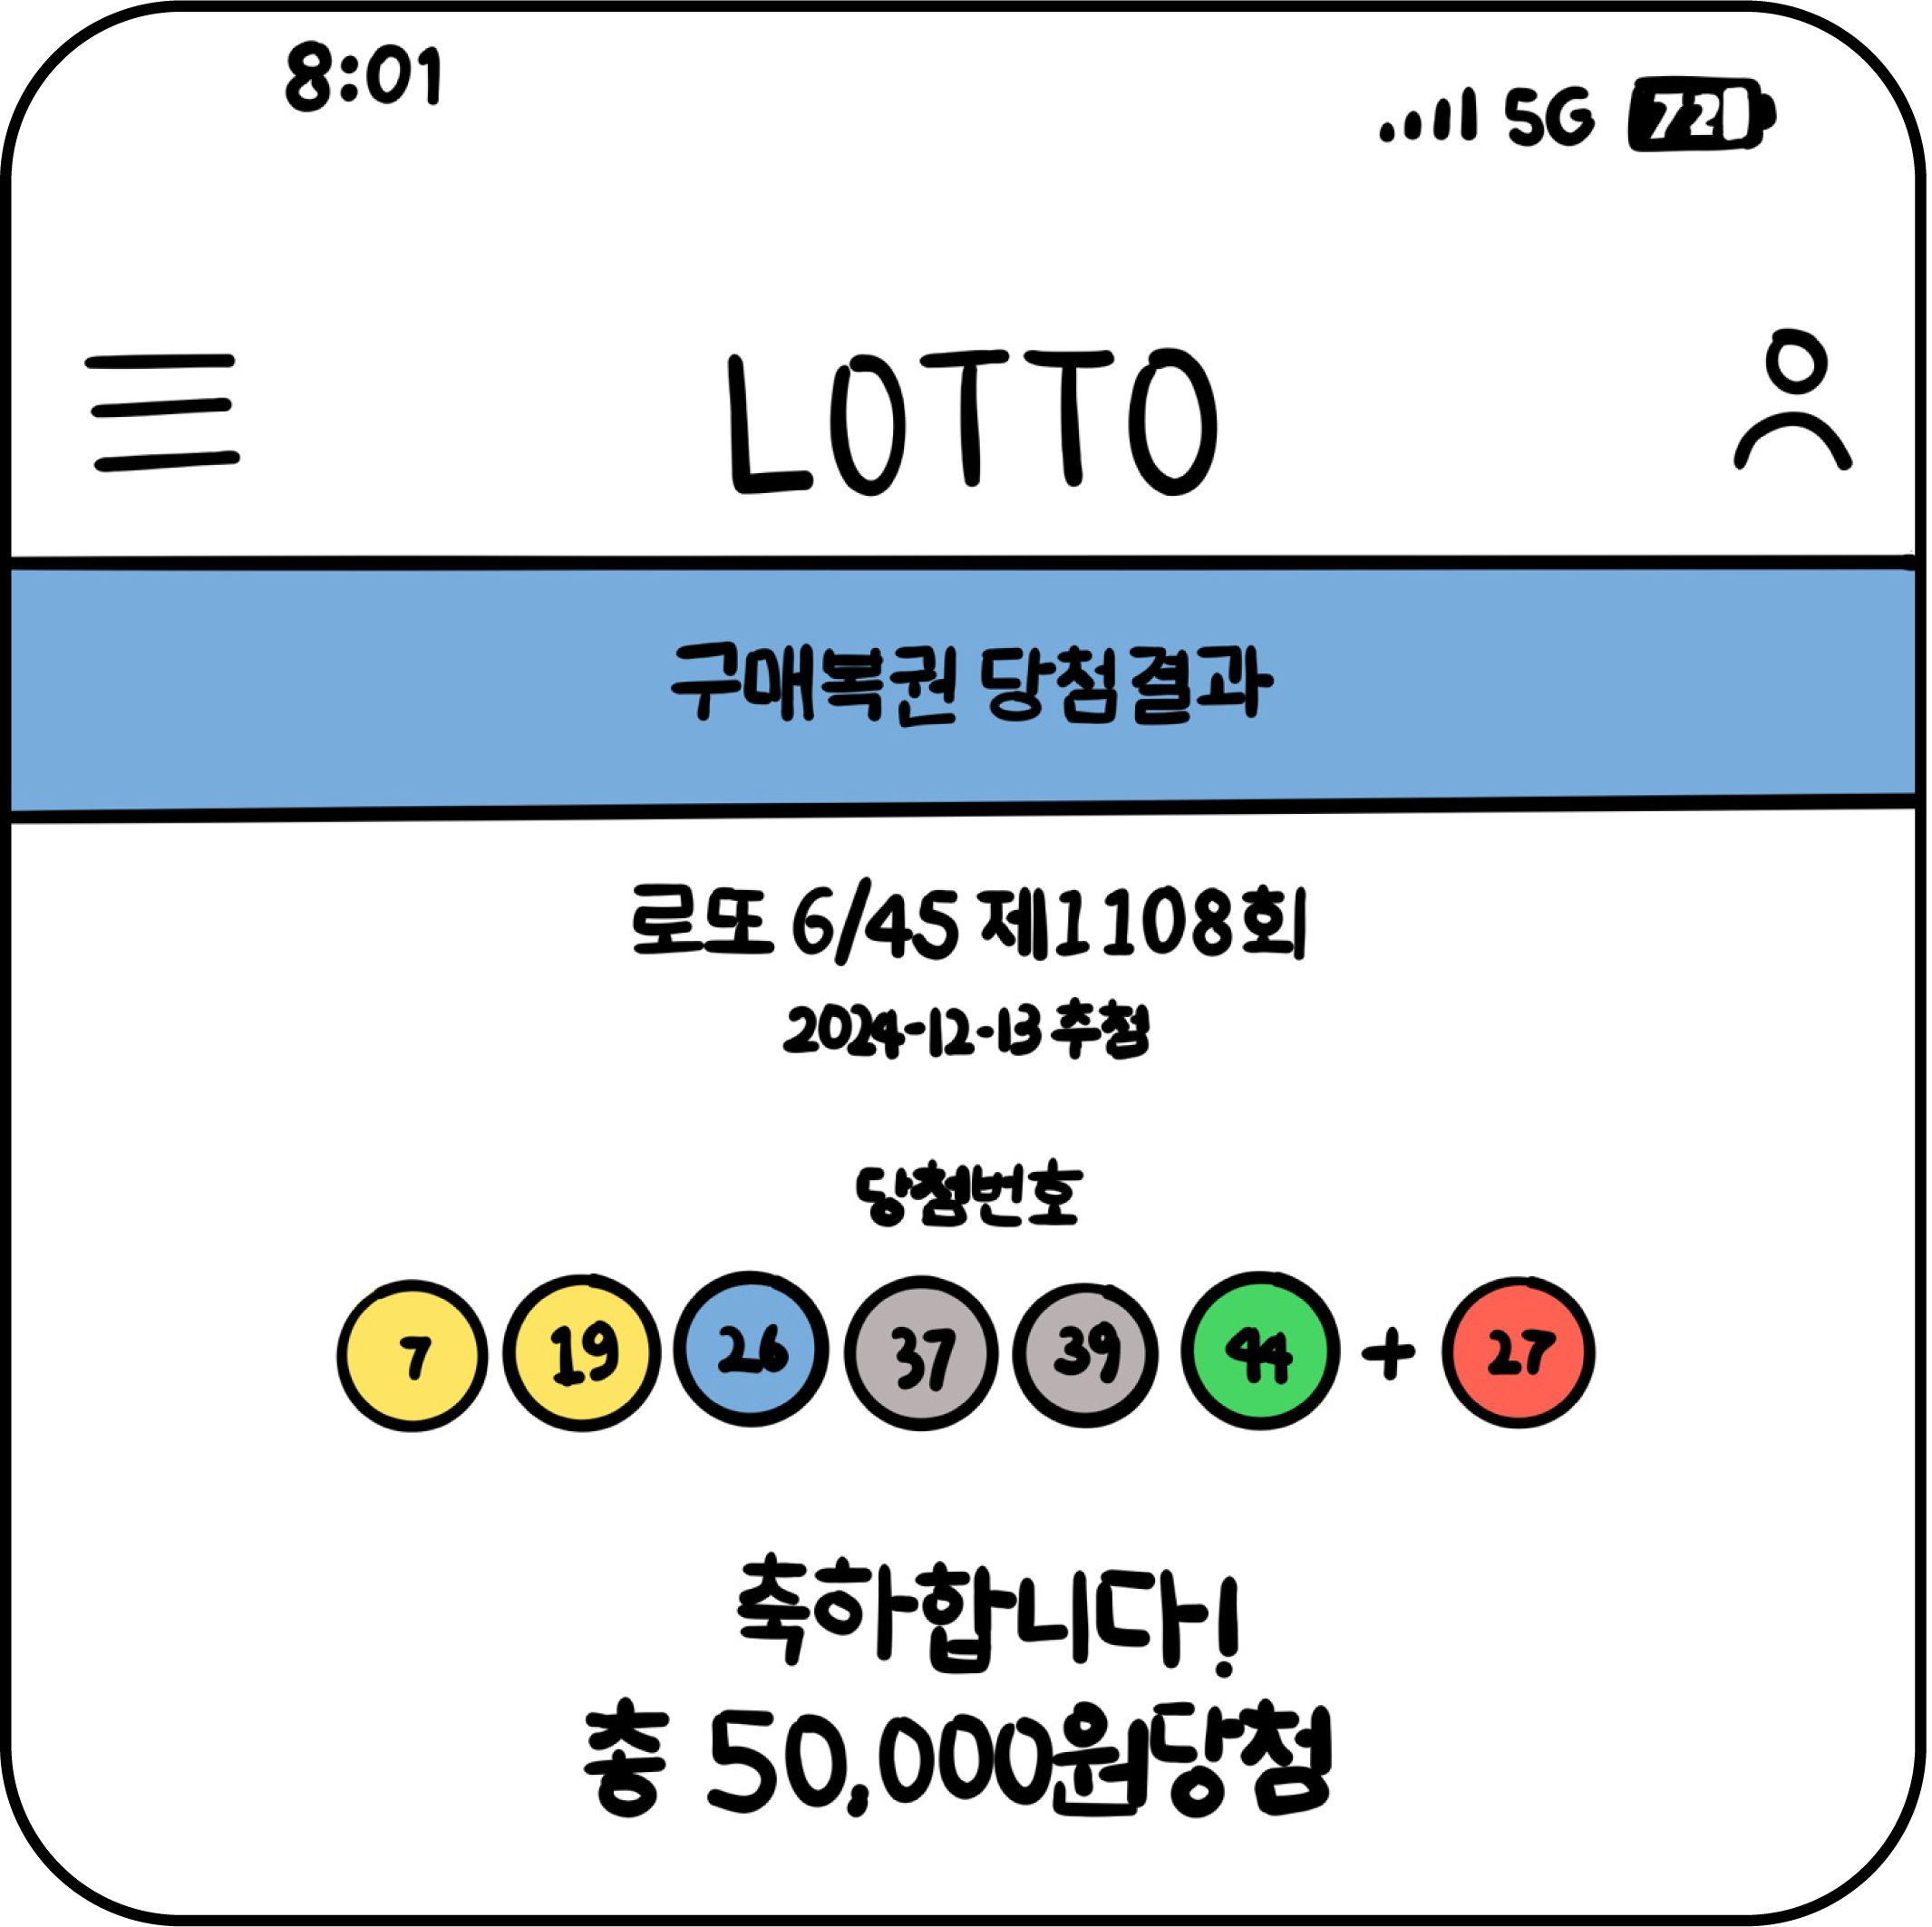 8:01
5G 72
LOTTO
구매복권 당첨결과
로또 6/45 제1108회
2024-12-13 추첨
당첨번호
7 19 26 37 39 44 + 27
축하합니다!
총 50,000원당첨